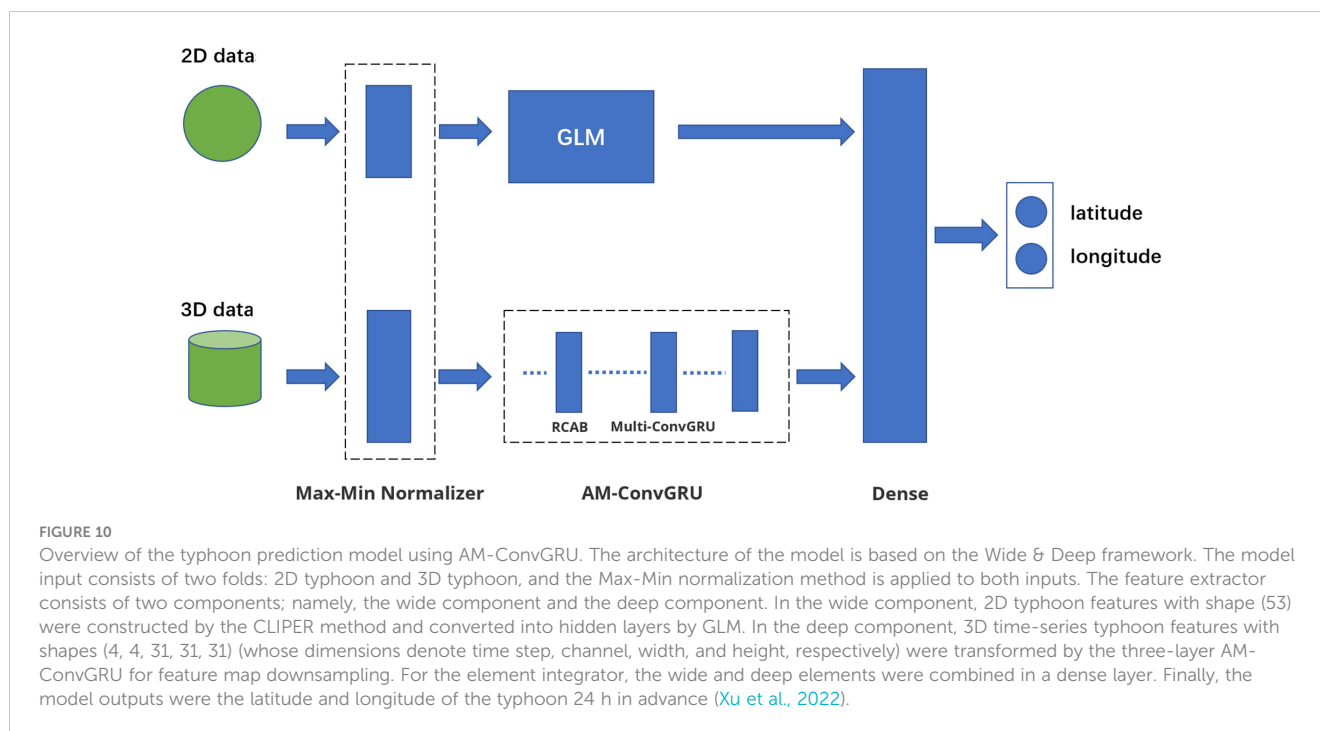 2D data
GLM
latitude
longitude
3D data
RCAB Multi-ConvGRU
Max-Min Normalizer AM-ConvGRU Dense
FIGURE 10
Overview of the typhoon prediction model using AM-ConvGRU. The architecture of the model is based on the Wide & Deep framework. The model
input consists of two folds: 2D typhoon and 3D typhoon, and the Max-Min normalization method is applied to both inputs. The feature extractor
consists of two components; namely, the wide component and the deep component. In the wide component, 2D typhoon features with shape (53)
were constructed by the CLIPER method and converted into hidden layers by GLM. In the deep component, 3D time-series typhoon features with
shapes (4, 4, 31, 31, 31) (whose dimensions denote time step, channel, width, and height, respectively) were transformed by the three-layer AM-
ConvGRU for feature map downsampling. For the element integrator, the wide and deep elements were combined in a dense layer. Finally, the
model outputs were the latitude and longitude of the typhoon 24 h in advance (Xu et al., 2022).